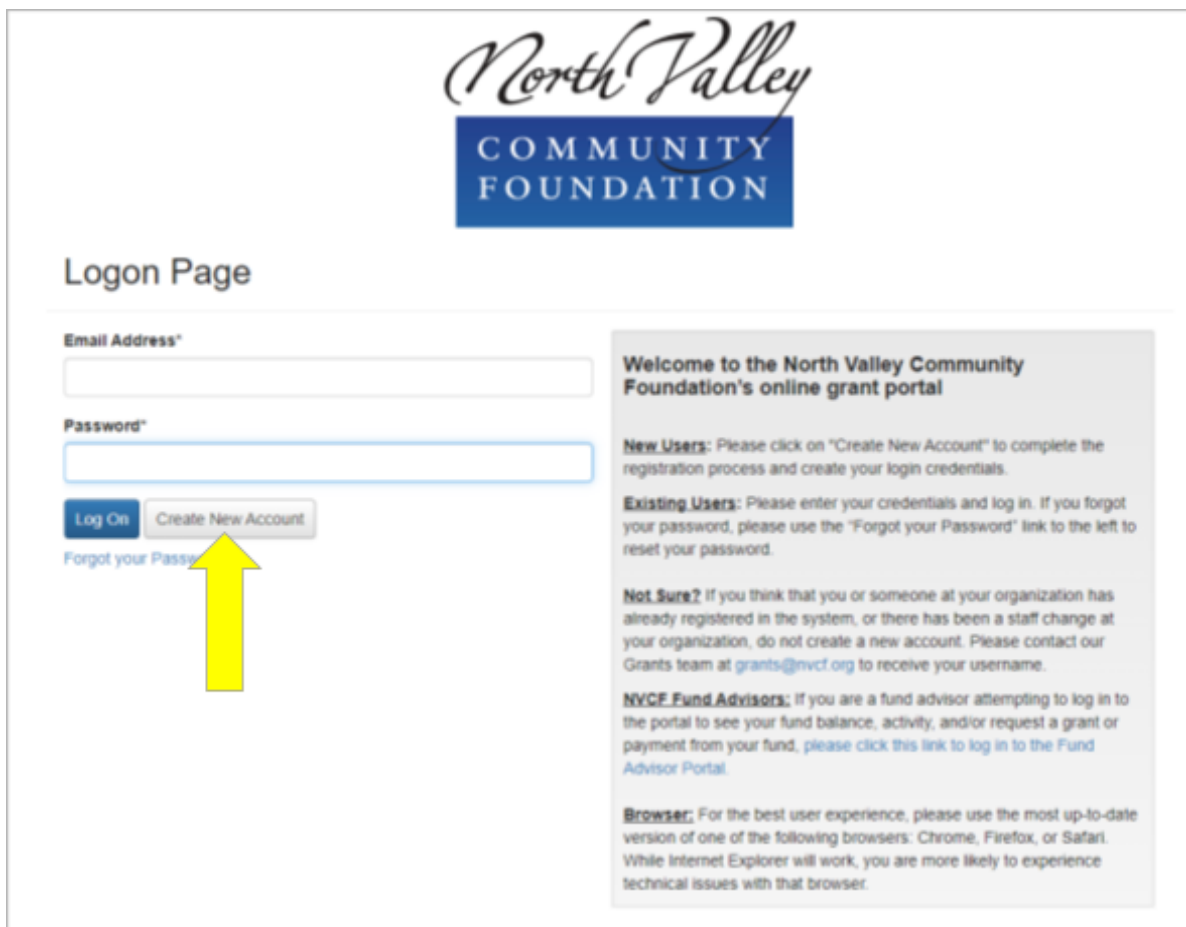 North Valley
COMMUNITY
FOUNDATION
Logon Page
Email Address*
Password*
Log On
Create New Account
Forgot your
Welcome to the North Valley Community
Foundation's online grant portal
New Users: Please click on "Create New Account" to complete the
registration process and create your login credentials.
Existing Users: Please enter your credentials and log in. If you forgot
your password, please use the "Forgot your Password" link to the left to
reset your password.
Not Sure? If you think that you or someone at your organization has
already registered in the system, or there has been a staff change at
your organization, do not create a new account. Please contact our
Grants team at grants@nvcf.org to receive your username.
NVCF Fund Advisors: If you are a fund advisor attempting to log in to
the portal to see your fund balance, activity, and/or request a grant or
payment from your fund, please click this link to log in to the Fund
Advisor Portal.
Browser: For the best user experience, please use the most up-to-date
version of one of the following browsers: Chrome, Firefox, or Safari.
While Internet Explorer will work, you are more likely to experience
technical issues with that browser.